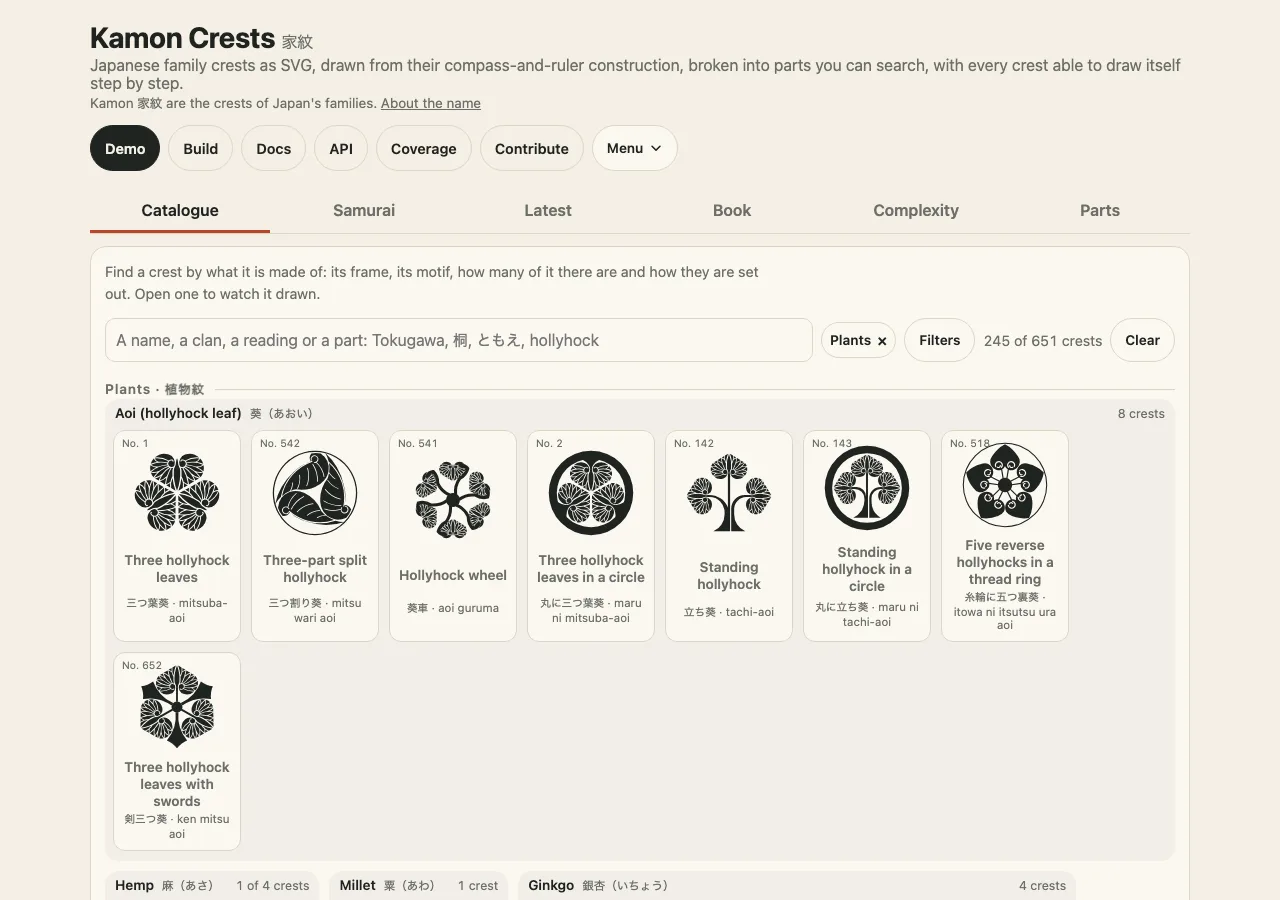 Kamon Crests 家紋
Japanese family crests as SVG, drawn from their compass-and-ruler construction, broken into parts you can search, with every crest able to draw itself
step by step.
Kamon 家紋 are the crests of Japan's families. About the name
Demo
Build
Docs
API
Coverage
Contribute
Menu
Catalogue
Samurai
Latest
Book
Complexity
Parts
Find a crest by what it is made of: its frame, its motif, how many of it there are and how they are set
out. Open one to watch it drawn.
A name, a clan, a reading or a part: Tokugawa, 桐, ともえ, hollyhock
Plants ×
Filters
245 of 651 crests
Clear
Plants · 植物紋
Aoi (hollyhock leaf) 葵（あおい）
8 crests
No. 1
Three hollyhock
leaves
三つ葉葵 · mitsuba-
aoi
No. 542
Three-part split
hollyhock
三つ割り葵 · mitsu
wari aoi
No. 541
Hollyhock wheel
葵車 · aoi guruma
No. 2
Three hollyhock
leaves in a circle
丸に三つ葉葵 · maru
ni mitsuba-aoi
No. 142
Standing
hollyhock
立ち葵 · tachi-aoi
No. 143
Standing
hollyhock in a
circle
丸に立ち葵 · maru ni
tachi-aoi
No. 518
Five reverse
hollyhocks in a
thread ring
糸輪に五つ裏葵 ·
itowa ni itsutsu ura
aoi
No. 652
Three hollyhock
leaves with
swords
剣三つ葵 · ken mitsu
aoi
Hemp 麻（あさ）
1 of 4 crests
Millet 粟（あわ）
1 crest
Ginkgo 銀杏（いちょう）
4 crests